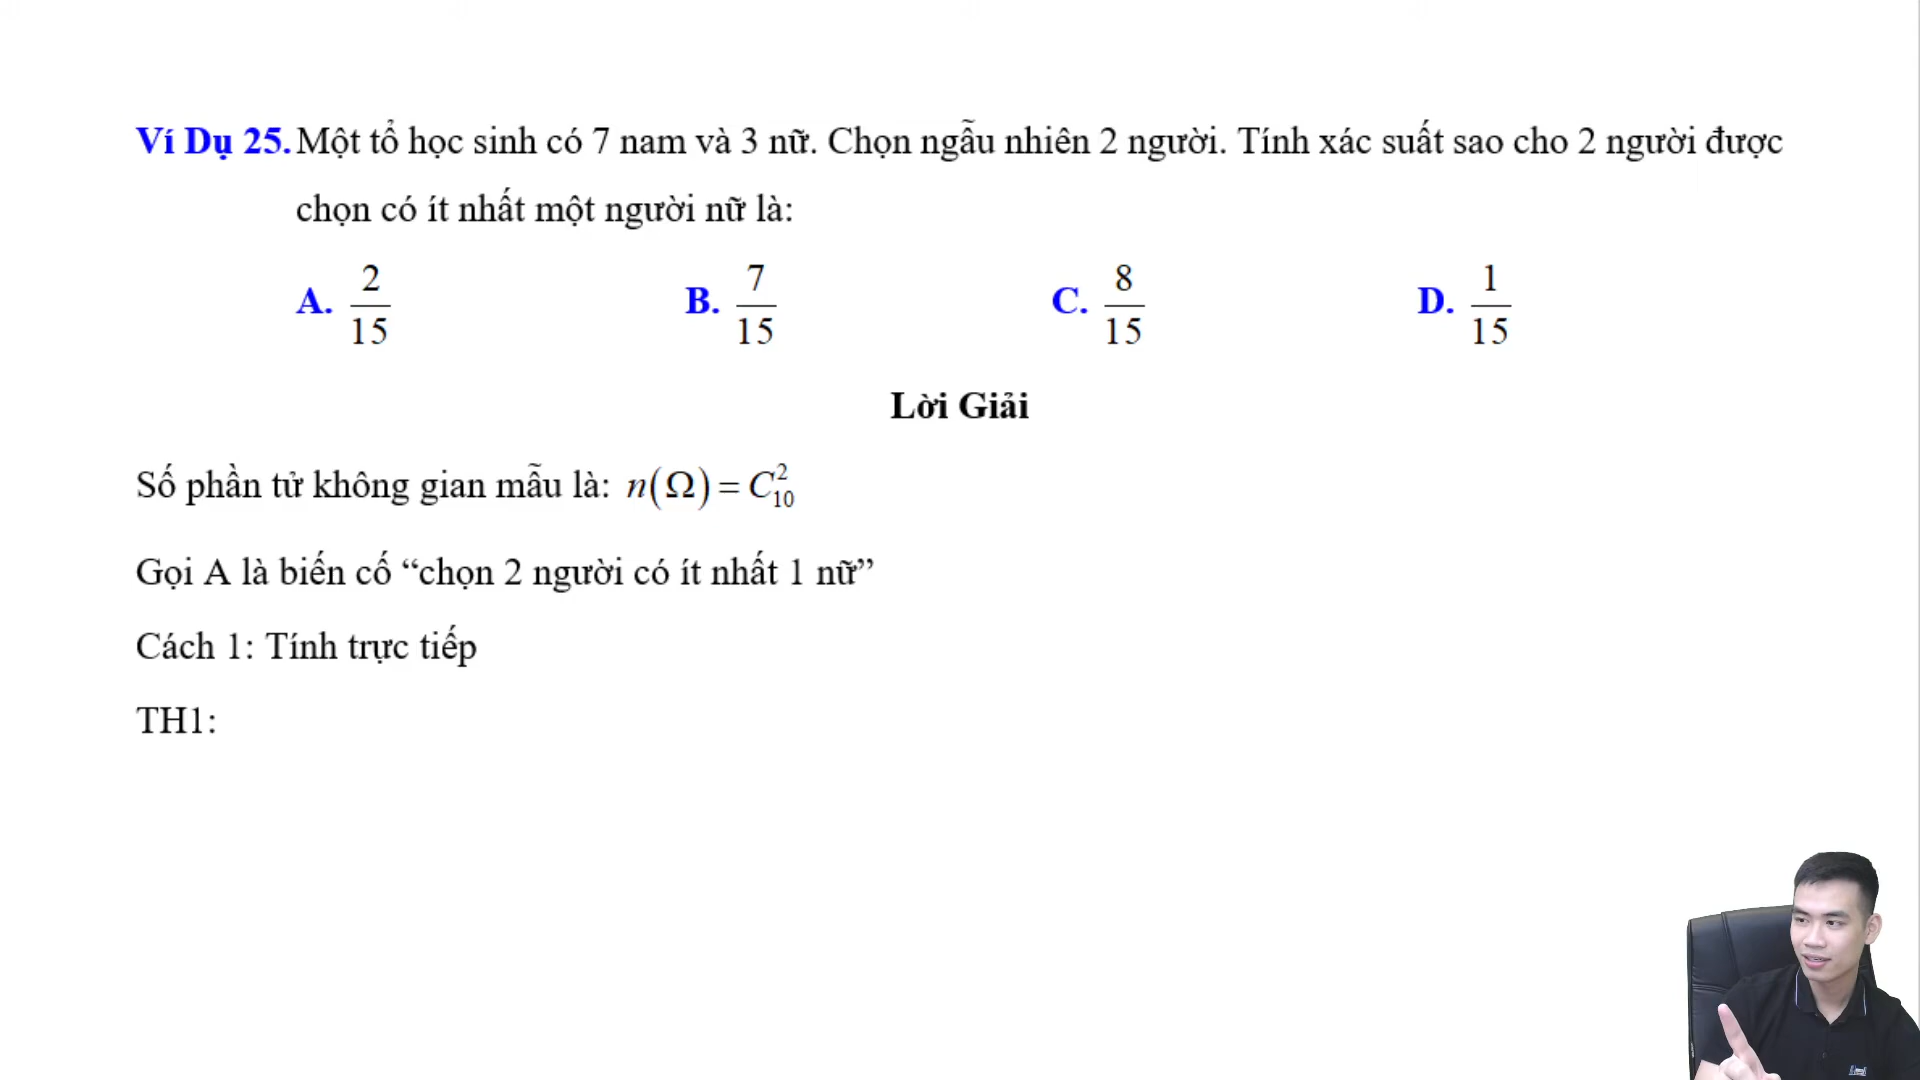 Ví Dụ 25. Một tổ học sinh có 7 nam và 3 nữ. Chọn ngẫu nhiên 2 người. Tính xác suất sao cho 2 người được
chọn có ít nhất một người nữ là:
A. 2/15 B. 7/15 C. 8/15 D. 1/15
Lời Giải
Số phần tử không gian mẫu là: n(Ω) = C₁₀²
Gọi A là biến cố “chọn 2 người có ít nhất 1 nữ”
Cách 1: Tính trực tiếp
TH1: